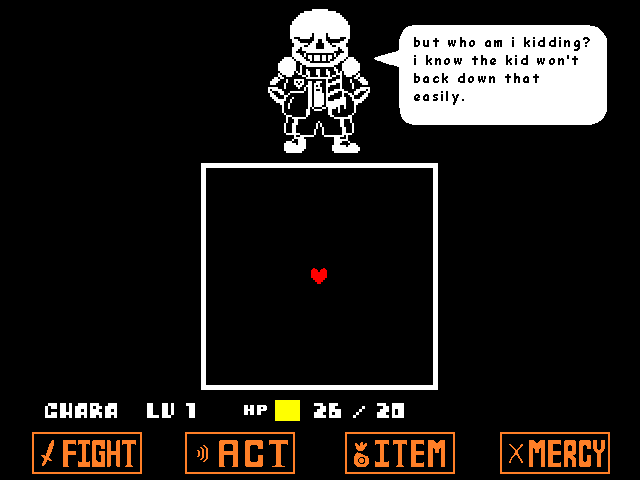 but who am i kidding?
i know the kid won't
back down that
easily.
CHARA LV 1 HP 26 / 20
FIGHT ACT ITEM MERCY